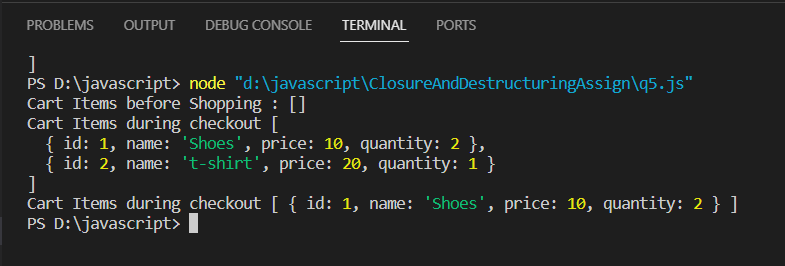 PROBLEMS OUTPUT DEBUG CONSOLE TERMINAL PORTS
]
PS D:\javascript> node "d:\javascript\ClosureAndDestructuringAssign\q5.js"
Cart Items before Shopping : []
Cart Items during checkout [
  { id: 1, name: 'Shoes', price: 10, quantity: 2 },
  { id: 2, name: 't-shirt', price: 20, quantity: 1 }
]
Cart Items during checkout [ { id: 1, name: 'Shoes', price: 10, quantity: 2 } ]
PS D:\javascript>